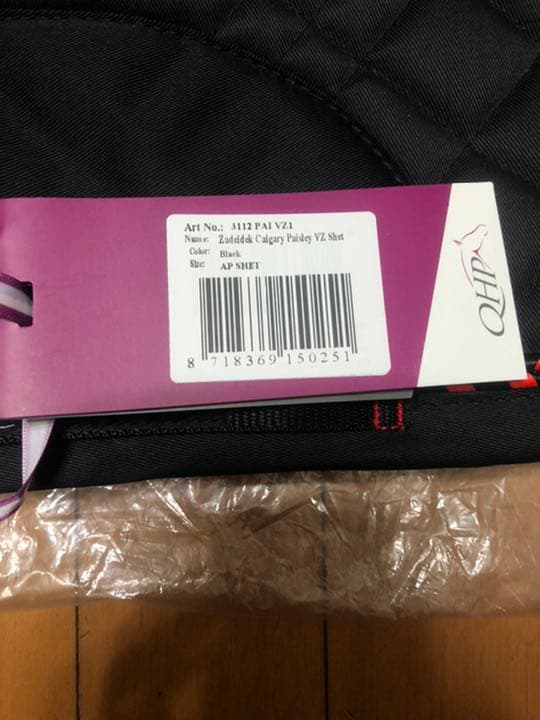 Art No.: 3112 PAI VZ1
Name: Zadeldek Calgary Paisley VZ Shet
Color: Black
Size: AP SHET
8 718369 150251
QHP